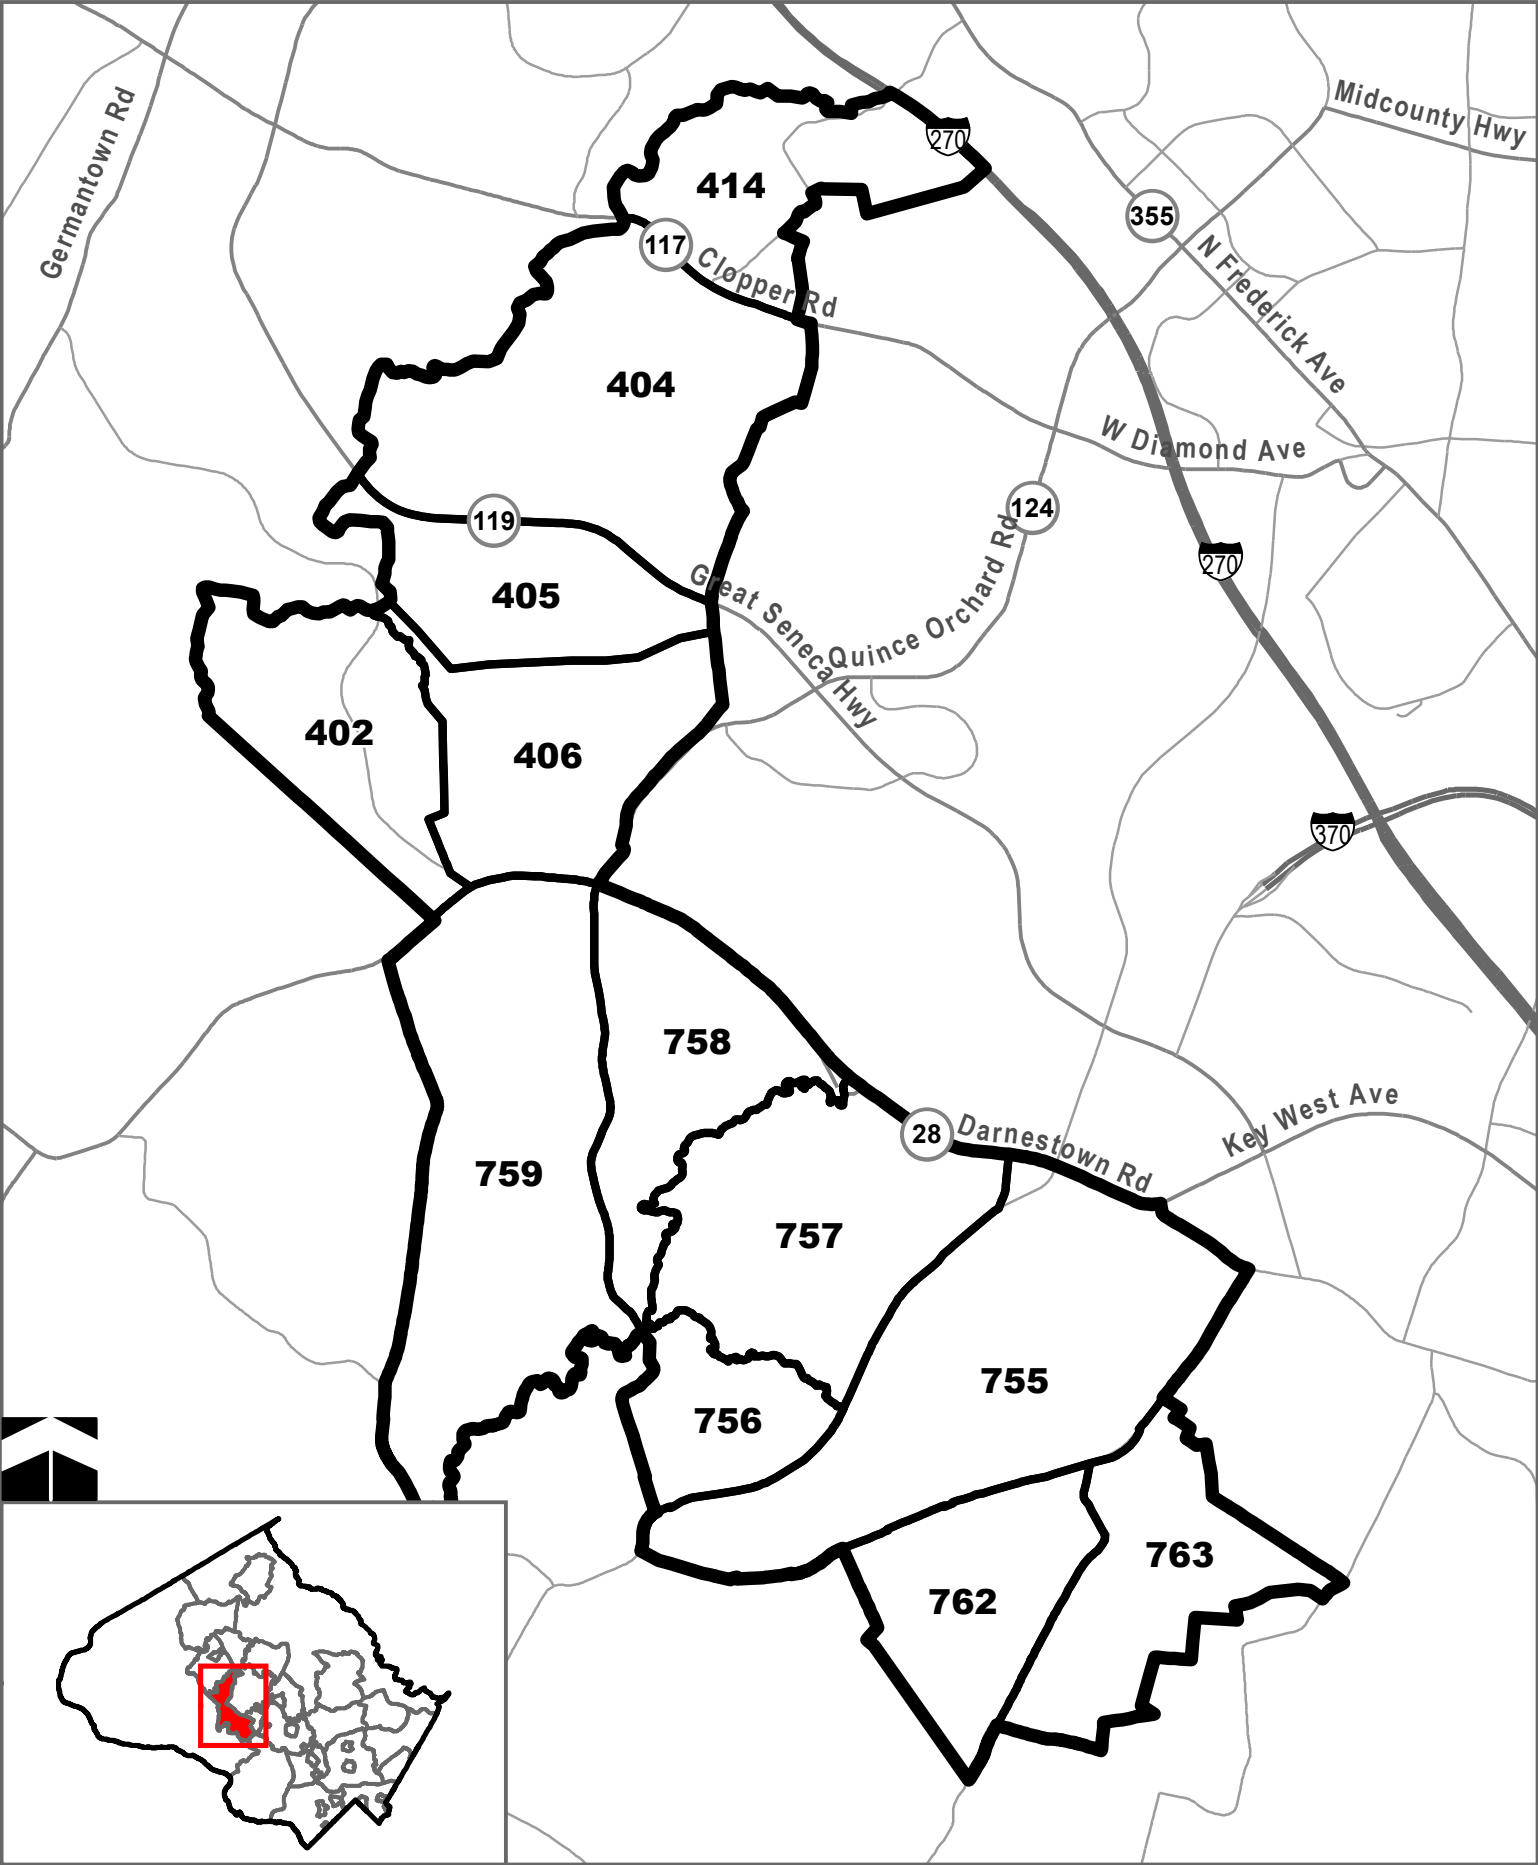 Germantown Rd
Midcounty Hwy
270
414
355
117
Clopper Rd
N Frederick Ave
404
W Diamond Ave
119
124
270
405
Great Seneca Hwy
Quince Orchard Rd
402
406
370
758
Key West Ave
28
Darnestown Rd
759
757
755
756
763
762